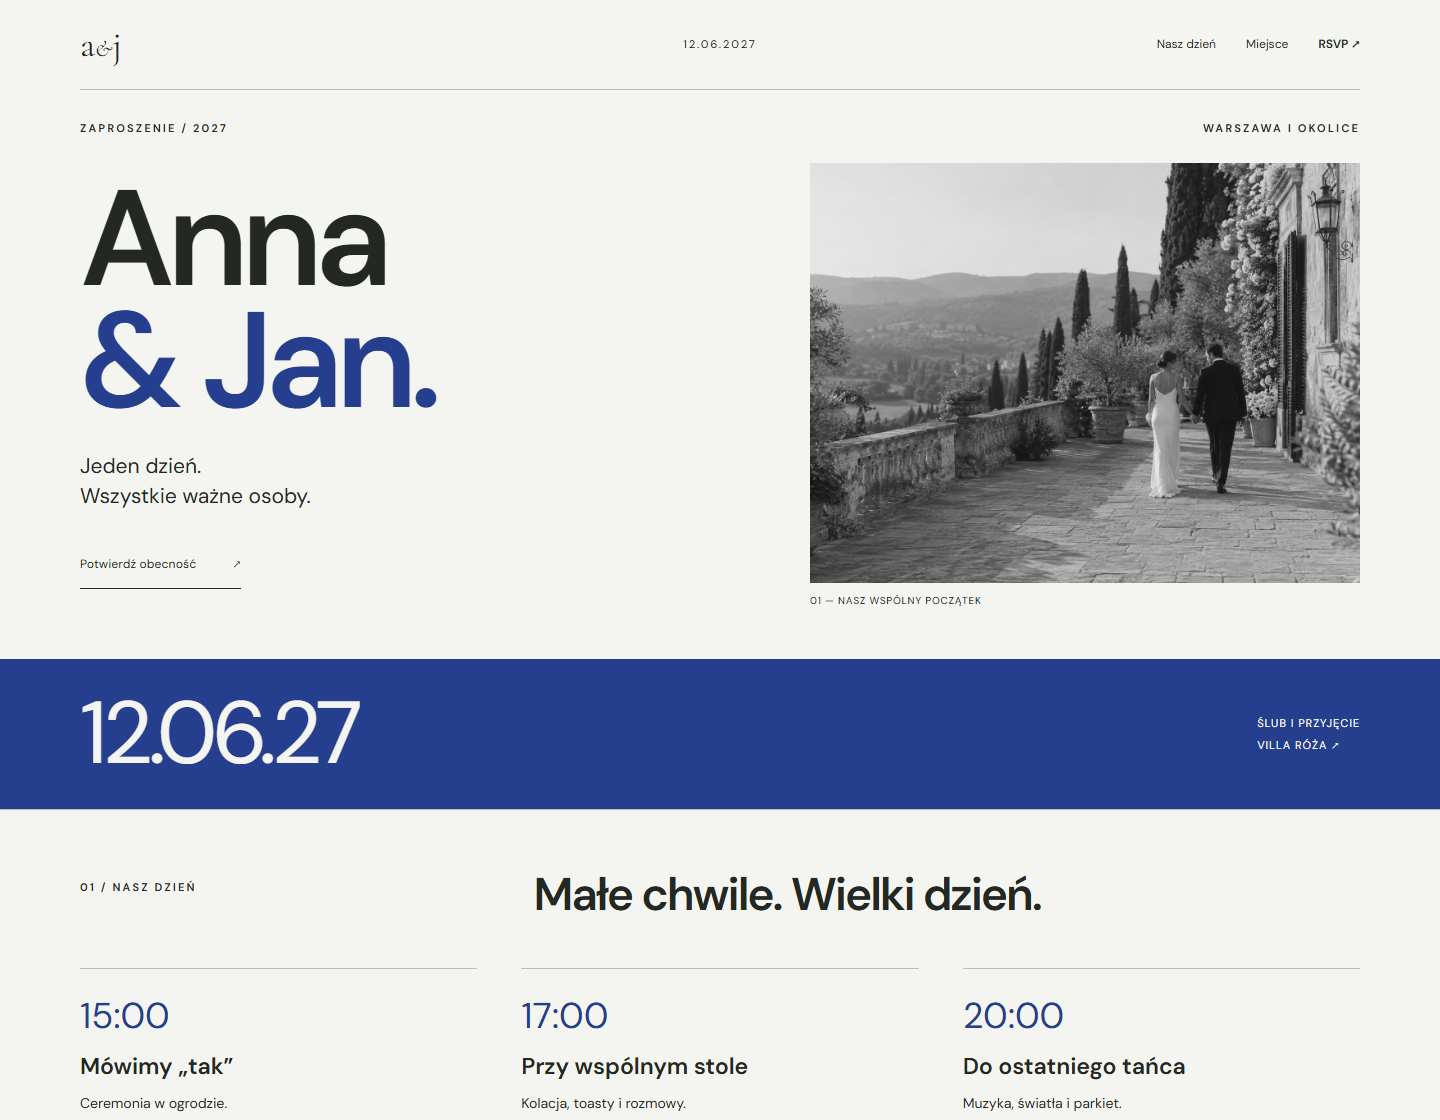 a&j
12.06.2027
Nasz dzień
Miejsce
RSVP ↗
ZAPROSZENIE / 2027
WARSZAWA I OKOLICE
Anna
& Jan.
Jeden dzień.
Wszystkie ważne osoby.
Potwierdź obecność ↗
01 — NASZ WSPÓLNY POCZĄTEK
12.06.27
ŚLUB I PRZYJĘCIE
VILLA RÓŻA ↗
01 / NASZ DZIEŃ
Małe chwile. Wielki dzień.
15:00
Mówimy „tak”
Ceremonia w ogrodzie.
17:00
Przy wspólnym stole
Kolacja, toasty i rozmowy.
20:00
Do ostatniego tańca
Muzyka, światła i parkiet.